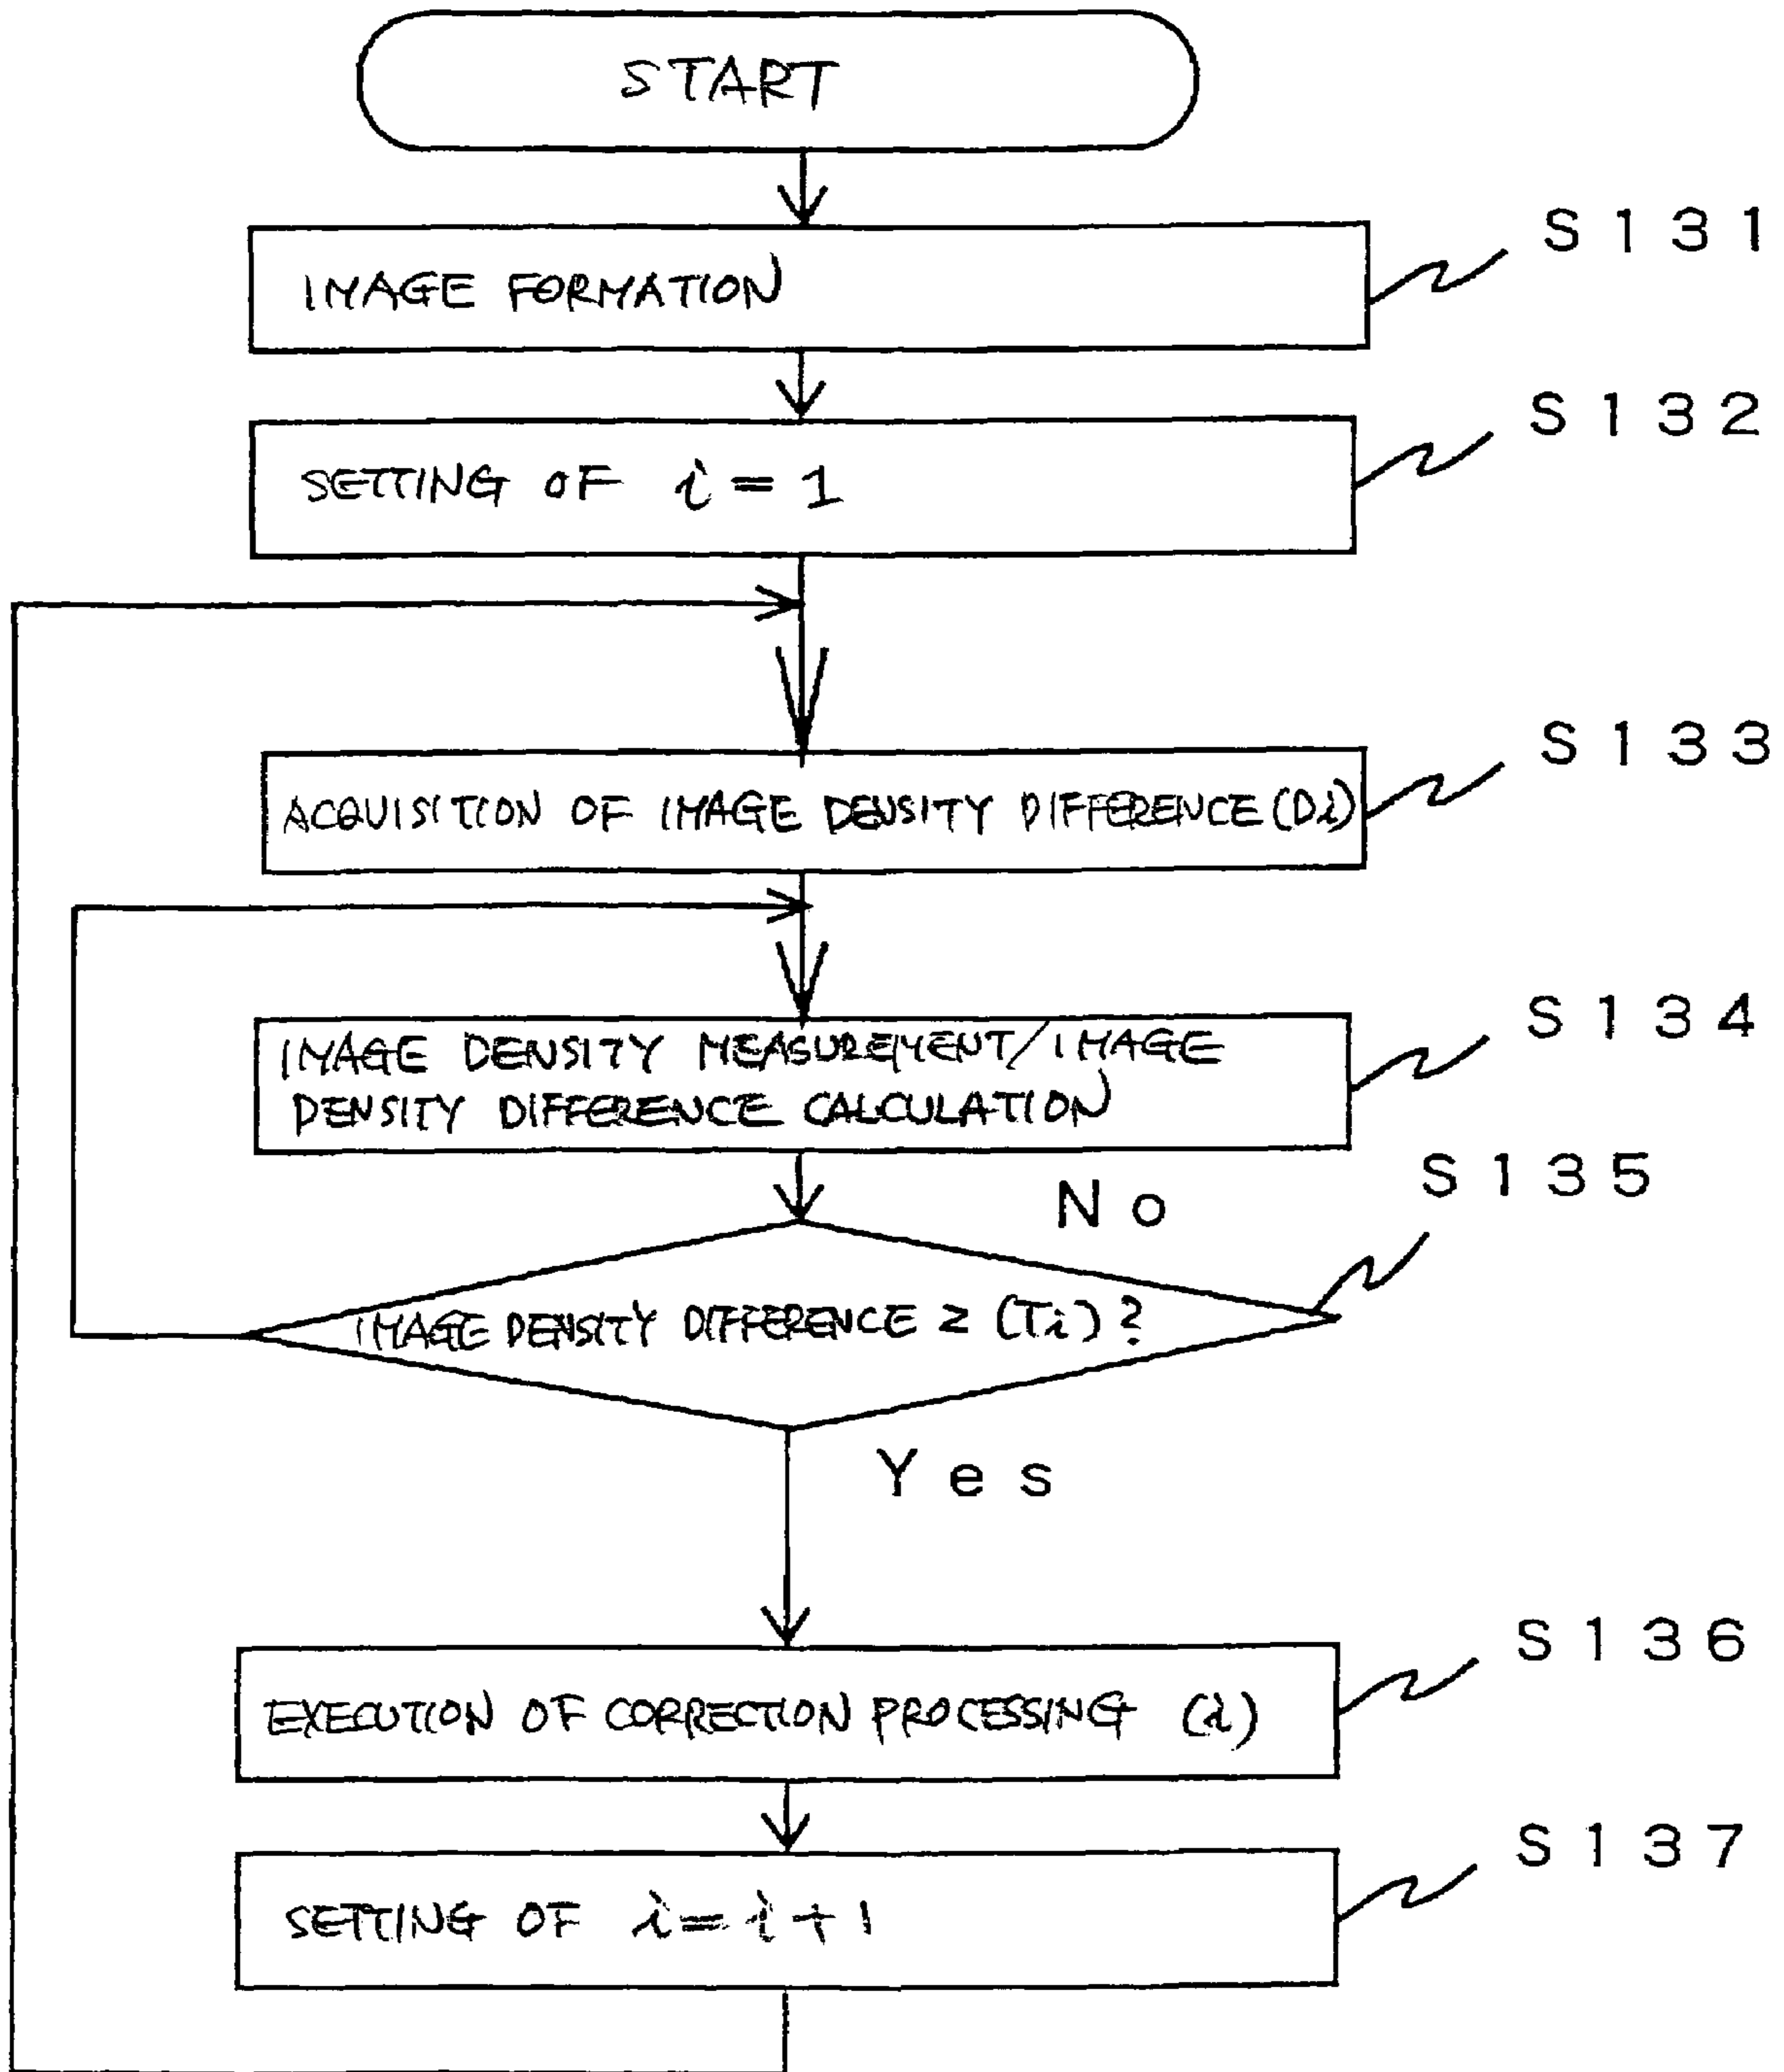 START
IMAGE FORMATION
S131
SETTING OF i = 1
S132
ACQUISITION OF IMAGE DENSITY DIFFERENCE (Di)
S133
IMAGE DENSITY MEASUREMENT/IMAGE
DENSITY DIFFERENCE CALCULATION
S134
No
S135
IMAGE DENSITY DIFFERENCE ≥ (Ti) ?
Yes
EXECUTION OF CORRECTION PROCESSING (i)
S136
SETTING OF i = i + 1
S137